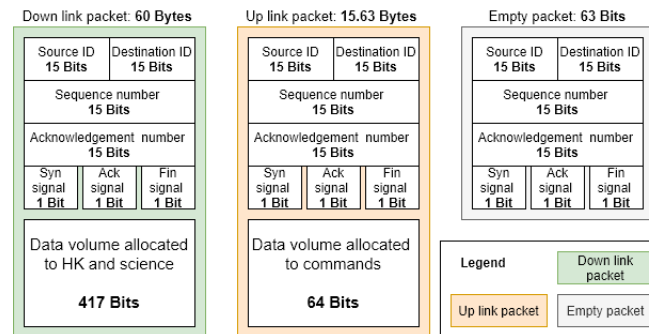 Down link packet: 60 Bytes
Source ID
15 Bits
Destination ID
15 Bits
Sequence number
15 Bits
Acknowledgement number
15 Bits
Syn
signal
1 Bit
Ack
signal
1 Bit
Fin
signal
1 Bit
Data volume allocated
to HK and science
417 Bits
Up link packet: 15.63 Bytes
Source ID
15 Bits
Destination ID
15 Bits
Sequence number
15 Bits
Acknowledgement number
15 Bits
Syn
signal
1 Bit
Ack
signal
1 Bit
Fin
signal
1 Bit
Data volume allocated
to commands
64 Bits
Empty packet: 63 Bits
Source ID
15 Bits
Destination ID
15 Bits
Sequence number
15 Bits
Acknowledgement number
15 Bits
Syn
signal
1 Bit
Ack
signal
1 Bit
Fin
signal
1 Bit
Legend
Down link
packet
Up link packet
Empty packet